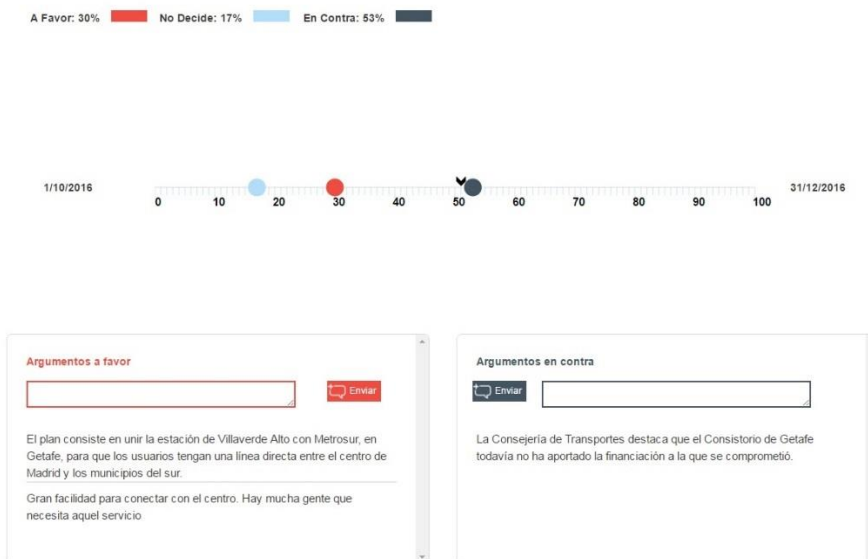 A Favor: 30% No Decide: 17% En Contra: 53%
1/10/2016 31/12/2016
0 10 20 30 40 50 60 70 80 90 100
Argumentos a favor
Enviar
El plan consiste en unir la estación de Villaverde Alto con Metrosur, en
Getafe, para que los usuarios tengan una línea directa entre el centro de
Madrid y los municipios del sur.
Gran facilidad para conectar con el centro. Hay mucha gente que
necesita aquel servicio
Argumentos en contra
Enviar
La Consejería de Transportes destaca que el Consistorio de Getafe
todavía no ha aportado la financiación a la que se comprometió.